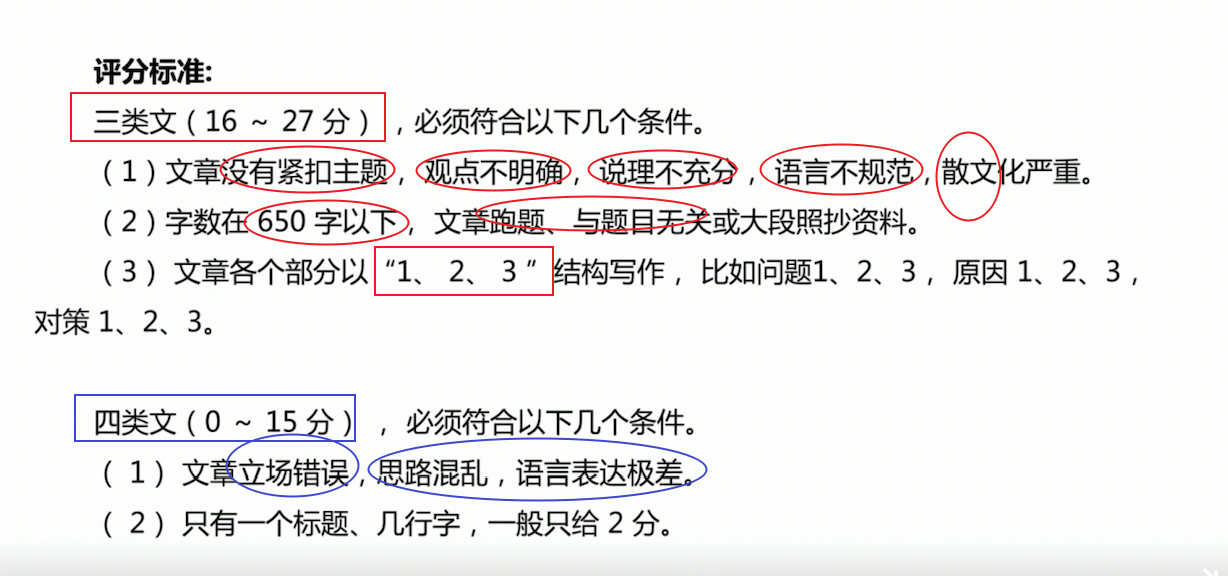 评分标准:
三类文（16 ~ 27 分），必须符合以下几个条件。
（1）文章没有紧扣主题，观点不明确，说理不充分，语言不规范，散文化严重。
（2）字数在 650 字以下， 文章跑题、与题目无关或大段照抄资料。
（3） 文章各个部分以 “1、 2、 3 ” 结构写作， 比如问题1、2、3， 原因 1、2、3，
对策 1、2、3。
四类文（0 ~ 15 分） ， 必须符合以下几个条件。
（ 1） 文章立场错误，思路混乱，语言表达极差。
（ 2） 只有一个标题、几行字，一般只给 2 分。